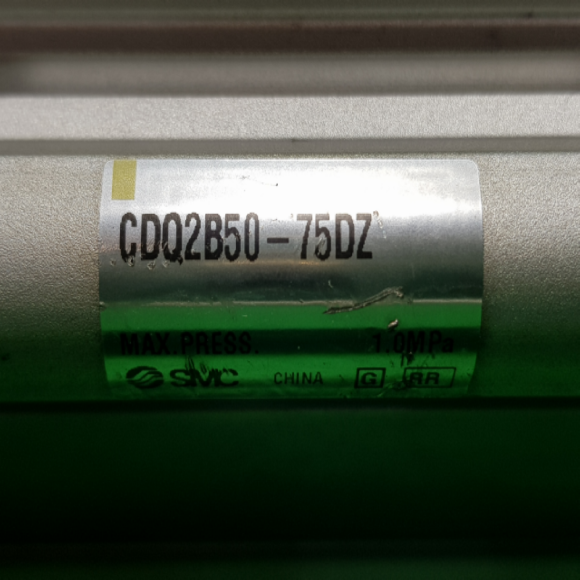 CDQ2B50-75DZ
MAX.PRESS. 1.0MPa
SMC CHINA G RR